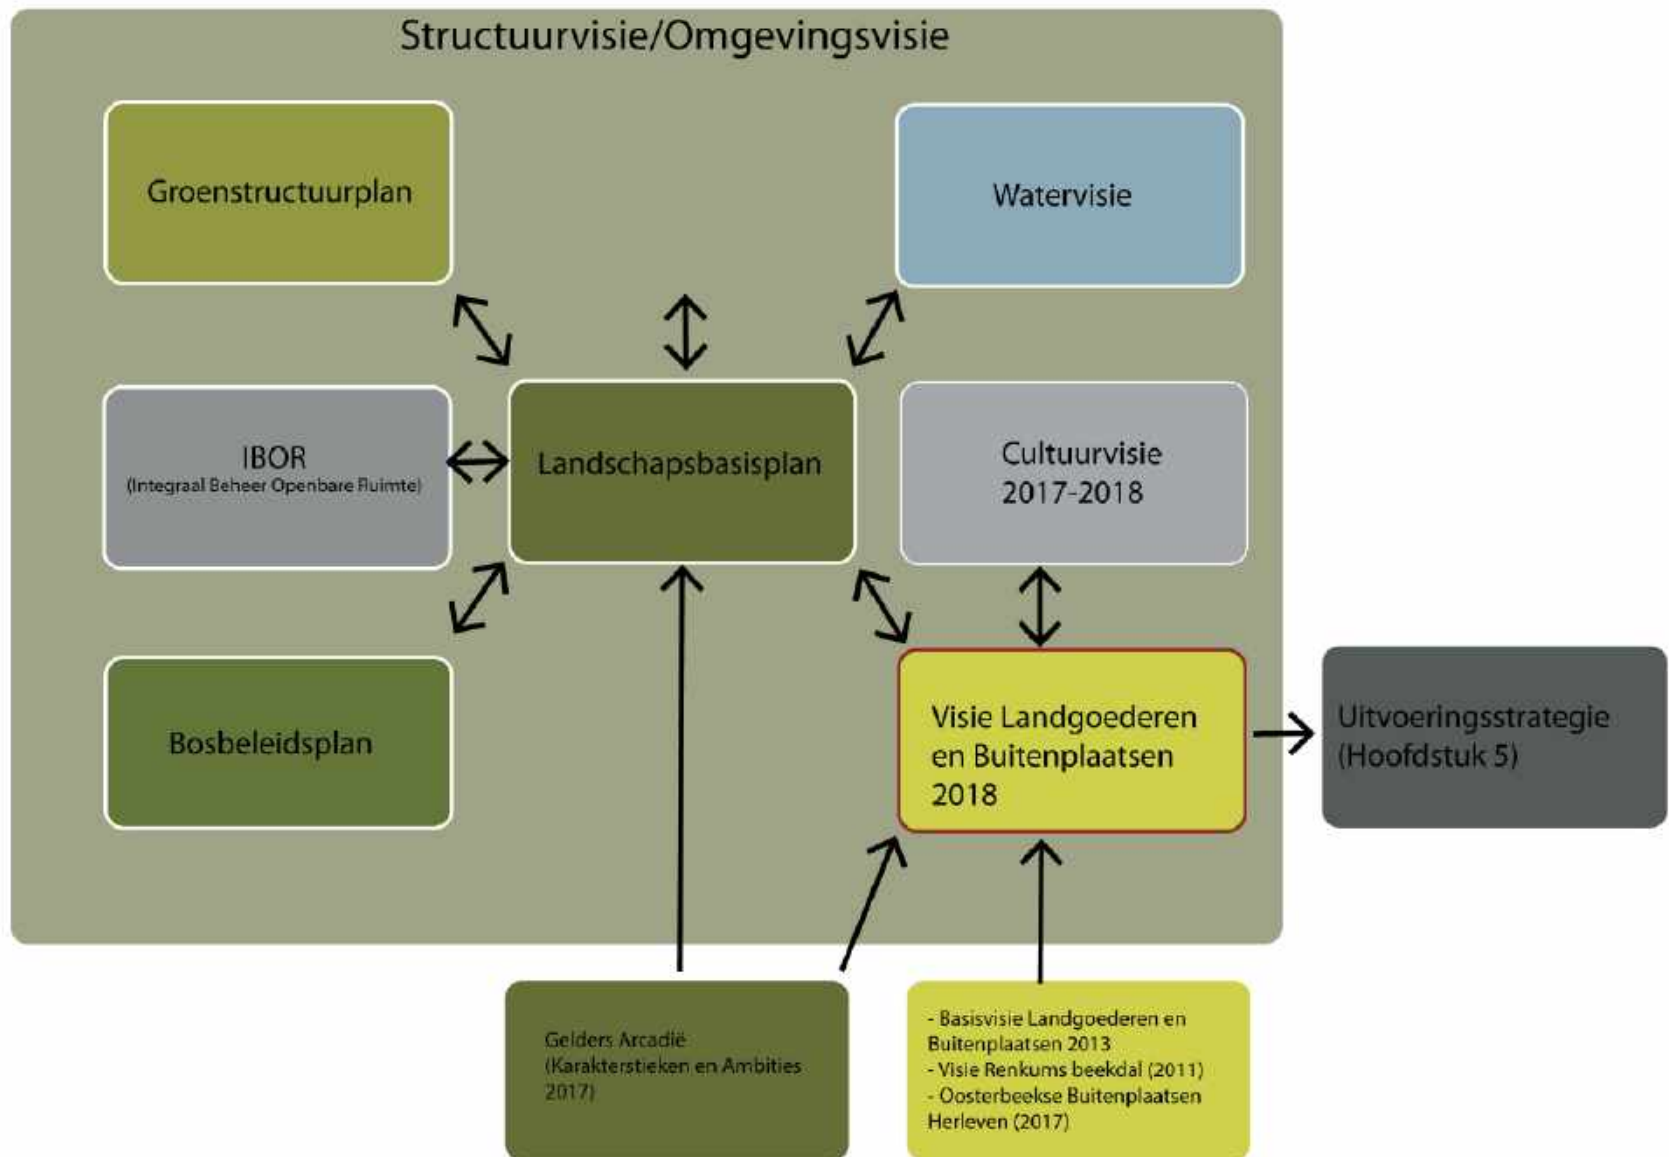 Structuurvisie/Omgevingsvisie
Groenstructuurplan
Watervisie
IBOR
(Integraal Beheer Openbare Ruimte)
Landschapsbasisplan
Cultuurvisie
2017-2018
Bosbeleidsplan
Visie Landgoederen
en Buitenplaatsen
2018
Uitvoeringsstrategie
(Hoofdstuk 5)
Gelders Arcadië
(Karakterstieken en Ambities
2017)
- Basisvisie Landgoederen en
Buitenplaatsen 2013
- Visie Renkums beekdal (2011)
- Oosterbeekse Buitenplaatsen
Herleven (2017)